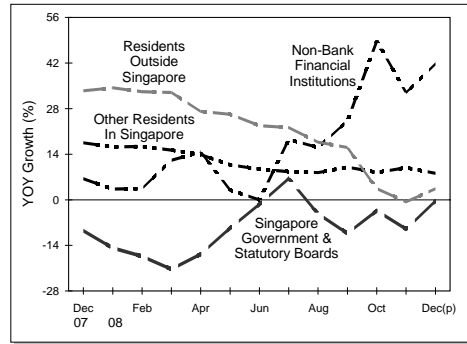 YOY Growth (%)
56
42
28
14
0
-14
-28
Residents
Outside
Singapore
Non-Bank
Financial
Institutions
Other Residents
In Singapore
Singapore
Government &
Statutory Boards
Dec Feb Apr Jun Aug Oct Dec(p)
07 08